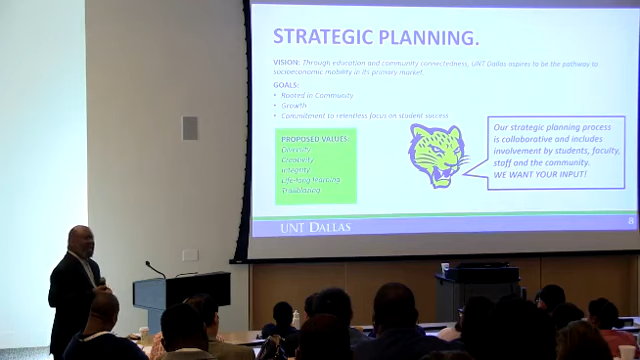 STRATEGIC PLANNING.
VISION: Through education and community connectedness, UNT Dallas aspires to be the pathway to
socioeconomic mobility in its primary market.
GOALS:
• Rooted in Community
• Growth
• Commitment to relentless focus on student success
PROPOSED VALUES:
Diversity
Creativity
Integrity
Life-long learning
Trailblazing
Our strategic planning process
is collaborative and includes
involvement by students, faculty,
staff and the community.
WE WANT YOUR INPUT!
UNT DALLAS
8